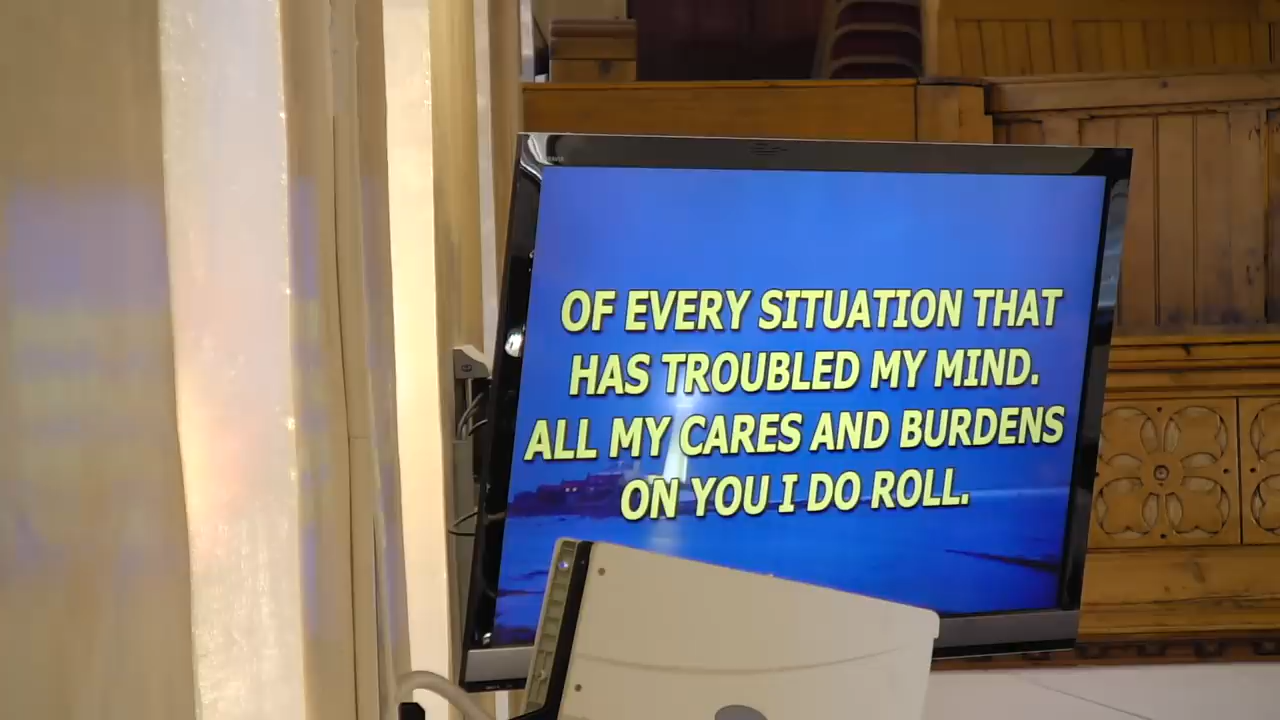 OF EVERY SITUATION THAT
HAS TROUBLED MY MIND.
ALL MY CARES AND BURDENS
ON YOU I DO ROLL.